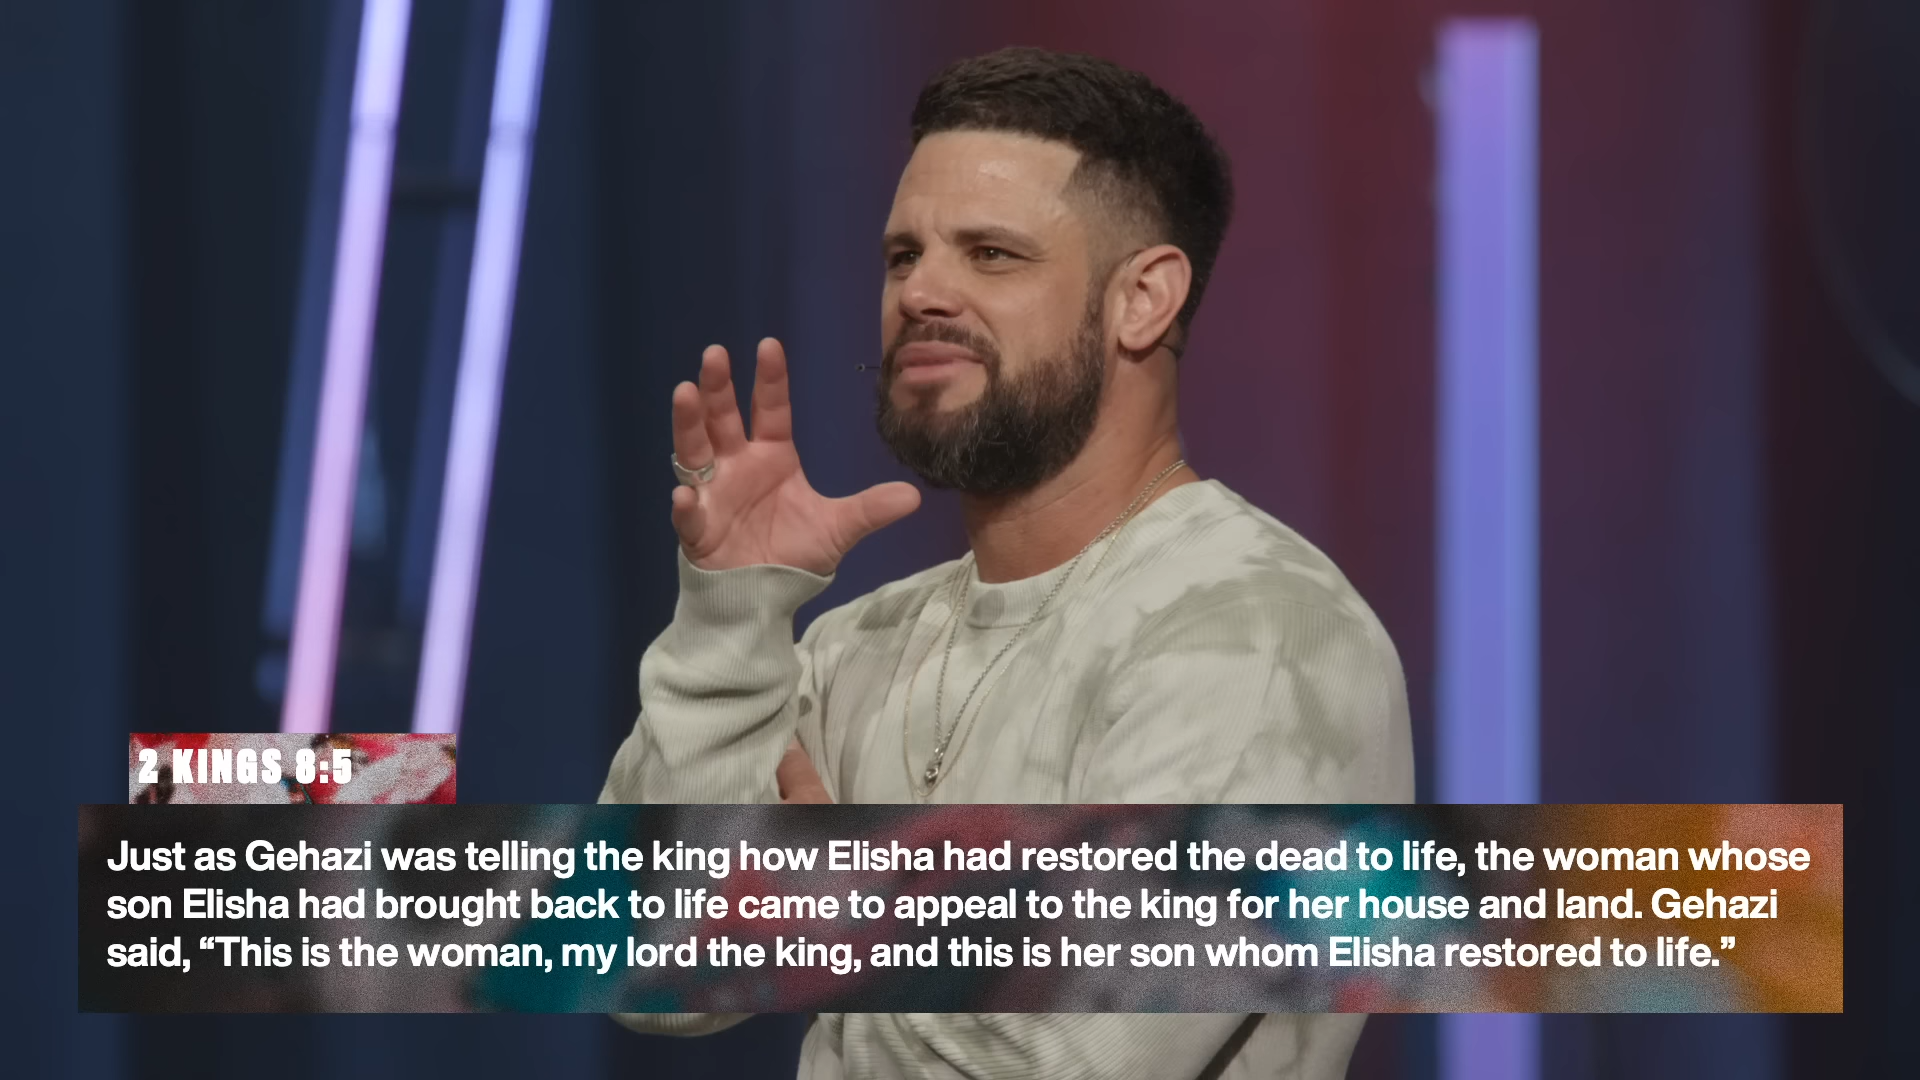 2 KINGS 8:5
Just as Gehazi was telling the king how Elisha had restored the dead to life, the woman whose
son Elisha had brought back to life came to appeal to the king for her house and land. Gehazi
said, “This is the woman, my lord the king, and this is her son whom Elisha restored to life.”